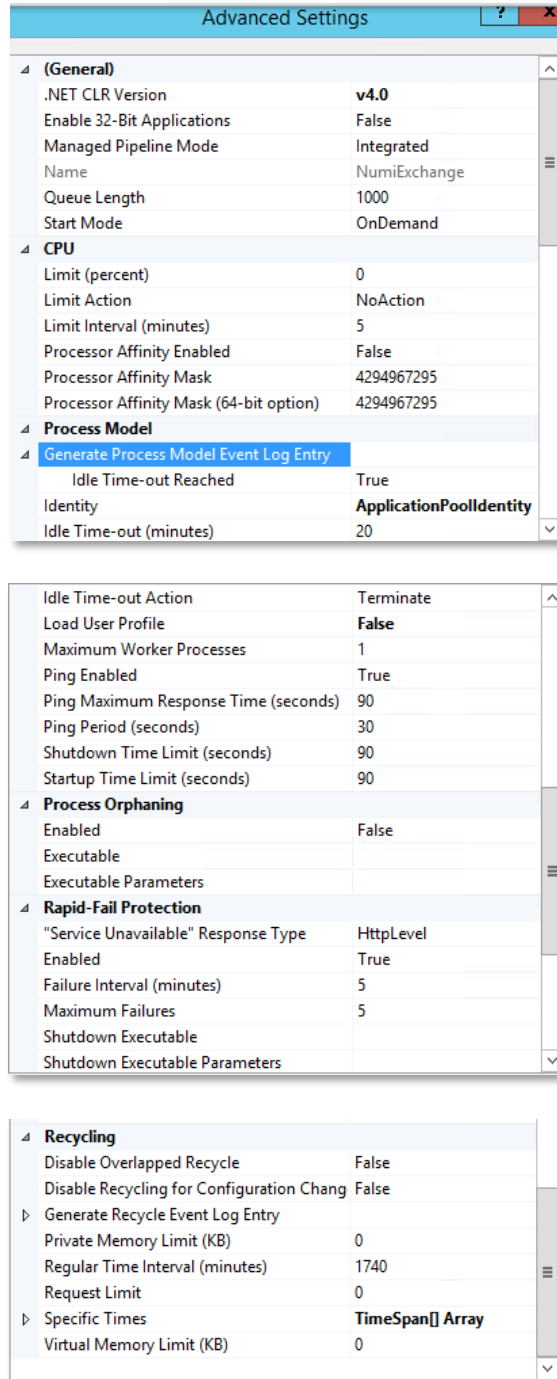 Advanced Settings
? x
(General)
.NET CLR Version v4.0
Enable 32-Bit Applications False
Managed Pipeline Mode Integrated
Name NumiExchange
Queue Length 1000
Start Mode OnDemand
CPU
Limit (percent) 0
Limit Action NoAction
Limit Interval (minutes) 5
Processor Affinity Enabled False
Processor Affinity Mask 4294967295
Processor Affinity Mask (64-bit option) 4294967295
Process Model
Generate Process Model Event Log Entry
Idle Time-out Reached True
Identity ApplicationPoolIdentity
Idle Time-out (minutes) 20
Idle Time-out Action Terminate
Load User Profile False
Maximum Worker Processes 1
Ping Enabled True
Ping Maximum Response Time (seconds) 90
Ping Period (seconds) 30
Shutdown Time Limit (seconds) 90
Startup Time Limit (seconds) 90
Process Orphaning
Enabled False
Executable
Executable Parameters
Rapid-Fail Protection
"Service Unavailable" Response Type HttpLevel
Enabled True
Failure Interval (minutes) 5
Maximum Failures 5
Shutdown Executable
Shutdown Executable Parameters
Recycling
Disable Overlapped Recycle False
Disable Recycling for Configuration Chang False
Generate Recycle Event Log Entry
Private Memory Limit (KB) 0
Regular Time Interval (minutes) 1740
Request Limit 0
Specific Times TimeSpan[] Array
Virtual Memory Limit (KB) 0